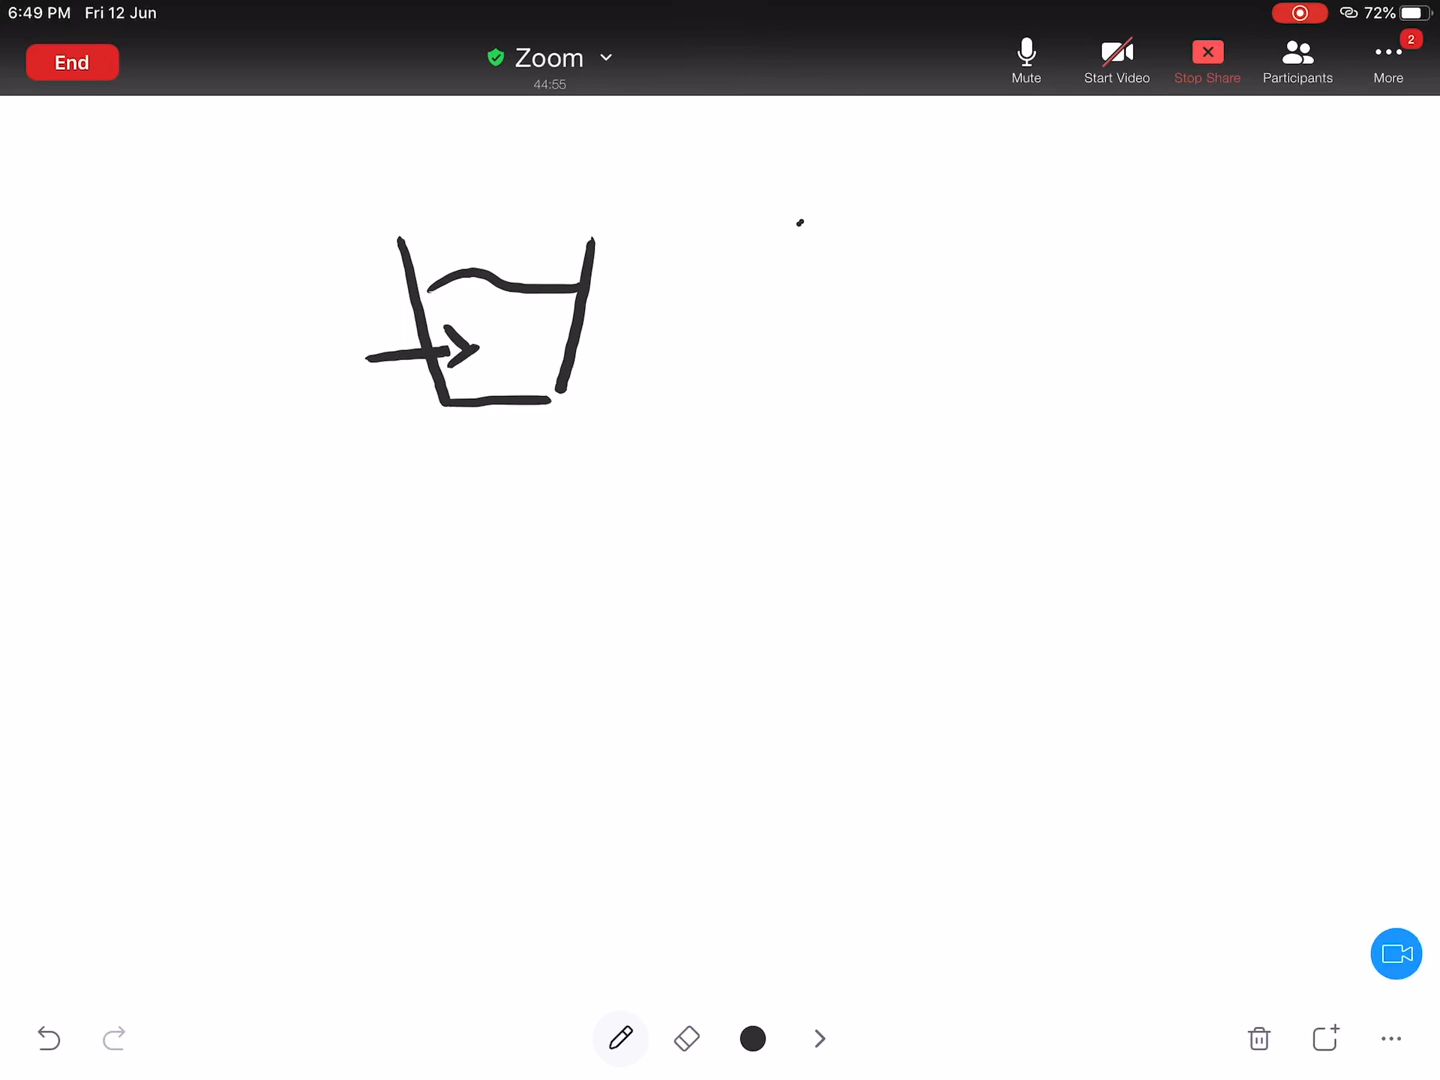 6:49 PM Fri 12 Jun
72%
End
Zoom
44:55
Mute
Start Video
Stop Share
Participants
More
2